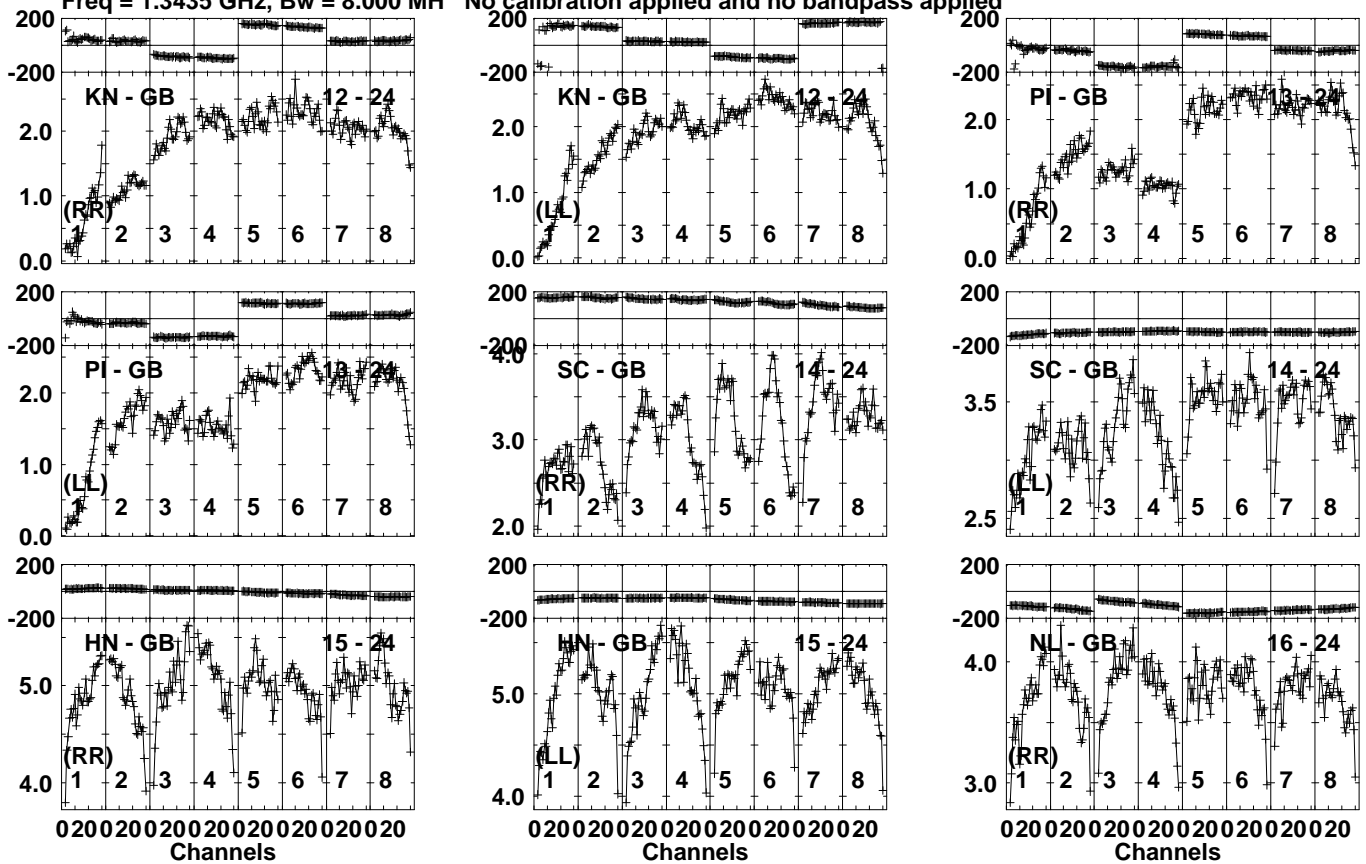 Freq = 1.3435 GHz, Bw = 8.000 MH No calibration applied and no bandpass applied
200 200 200
-200 -200 -200
KN - GB 12 - 24 KN - GB 12 - 24 PI - GB 13 - 24
2.0 2.0 2.0
1.0 1.0 1.0
(RR) (LL) (RR)
1 2 3 4 5 6 7 8 1 2 3 4 5 6 7 8 1 2 3 4 5 6 7 8
0.0 0.0 0.0
200 200 200
-200 -200 -200
4.0
PI - GB 13 - 24 SC - GB 14 - 24 SC - GB 14 - 24
2.0 3.0 3.5
1.0
(LL) (RR) (LL)
1 2 3 4 5 6 7 8 1 2 3 4 5 6 7 8 1 2 3 4 5 6 7 8
0.0 2.0 2.5
200 200 200
-200 -200 -200
HN - GB 15 - 24 HN - GB 15 - 24 NL - GB 16 - 24
5.0 5.0 4.0
(RR) (LL) (RR)
1 2 3 4 5 6 7 8 1 2 3 4 5 6 7 8 1 2 3 4 5 6 7 8
4.0 4.0 3.0
0 20 0 20 0 20 0 20 0 20 0 20 0 20 0 20 0 20 0 20 0 20 0 20 0 20 0 20 0 20 0 20 0 20 0 20 0 20 0 20 0 20 0 20 0 20 0 20
Channels Channels Channels